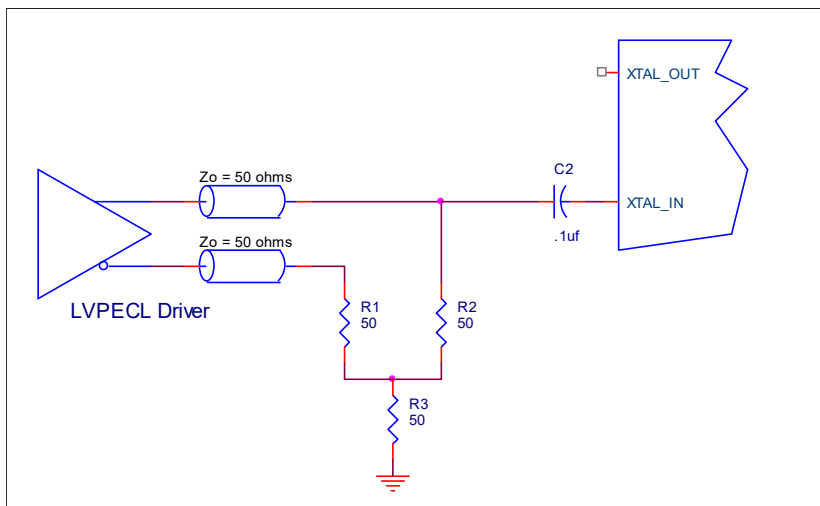 XTAL_OUT
Zo = 50 ohms
C2
XTAL_IN
.1uf
Zo = 50 ohms
LVPECL Driver
R1
50
R2
50
R3
50